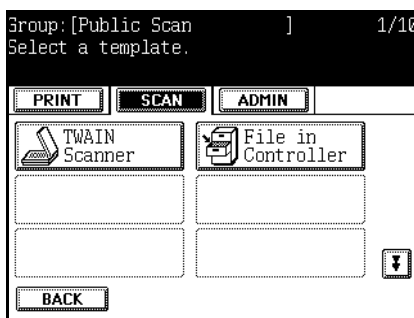 Group:[Public Scan ] 1/10
Select a template.
PRINT SCAN ADMIN
TWAIN Scanner
File in Controller
BACK